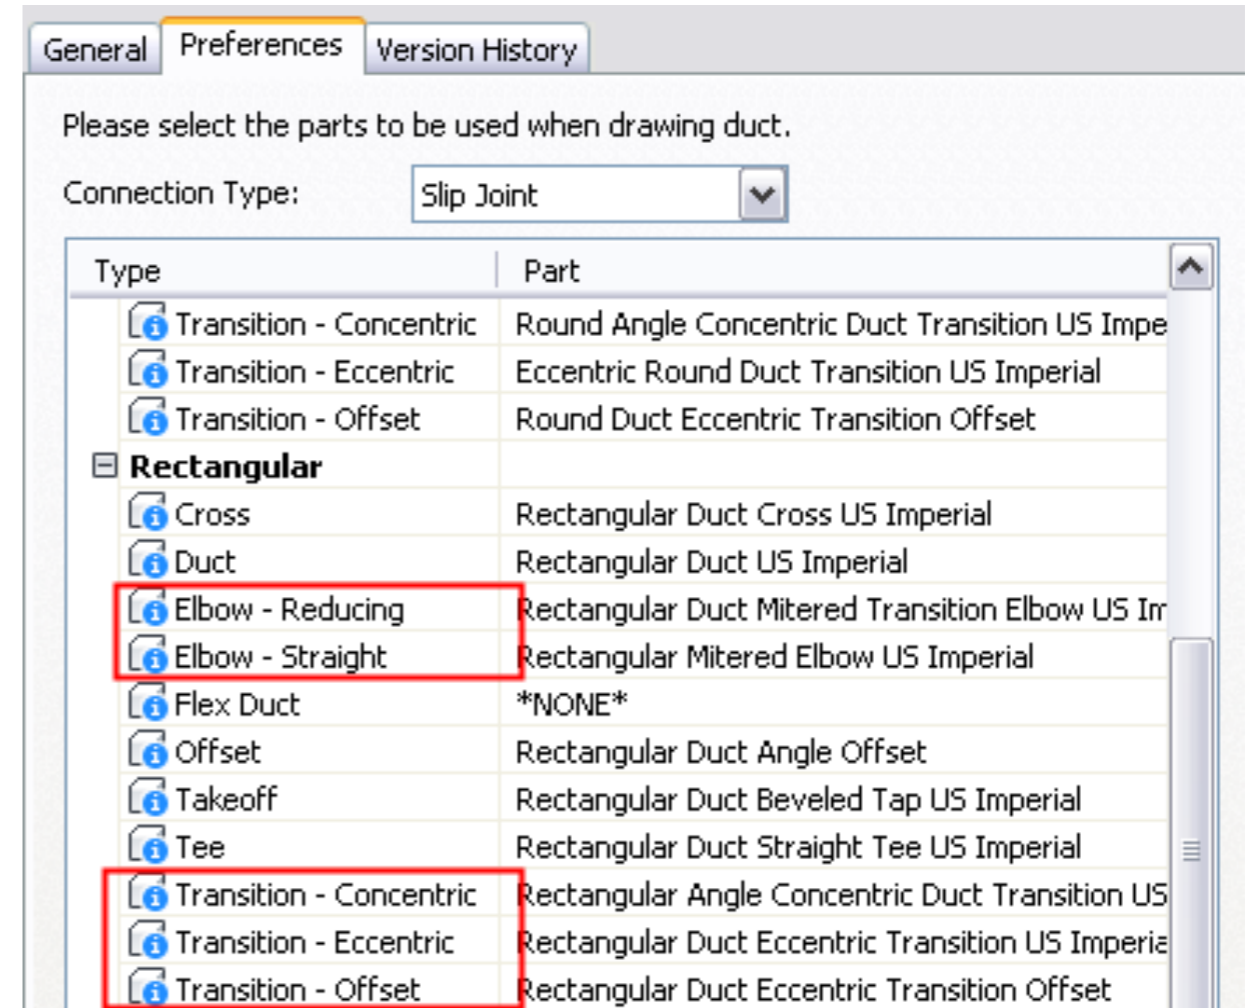 General Preferences Version History
Please select the parts to be used when drawing duct.
Connection Type: Slip Joint
Type Part
Transition - Concentric Round Angle Concentric Duct Transition US Impe
Transition - Eccentric Eccentric Round Duct Transition US Imperial
Transition - Offset Round Duct Eccentric Transition Offset
Rectangular
Cross Rectangular Duct Cross US Imperial
Duct Rectangular Duct US Imperial
Elbow - Reducing Rectangular Duct Mitered Transition Elbow US Im
Elbow - Straight Rectangular Mitered Elbow US Imperial
Flex Duct *NONE*
Offset Rectangular Duct Angle Offset
Takeoff Rectangular Duct Beveled Tap US Imperial
Tee Rectangular Duct Straight Tee US Imperial
Transition - Concentric Rectangular Angle Concentric Duct Transition US
Transition - Eccentric Rectangular Duct Eccentric Transition US Imperia
Transition - Offset Rectangular Duct Eccentric Transition Offset